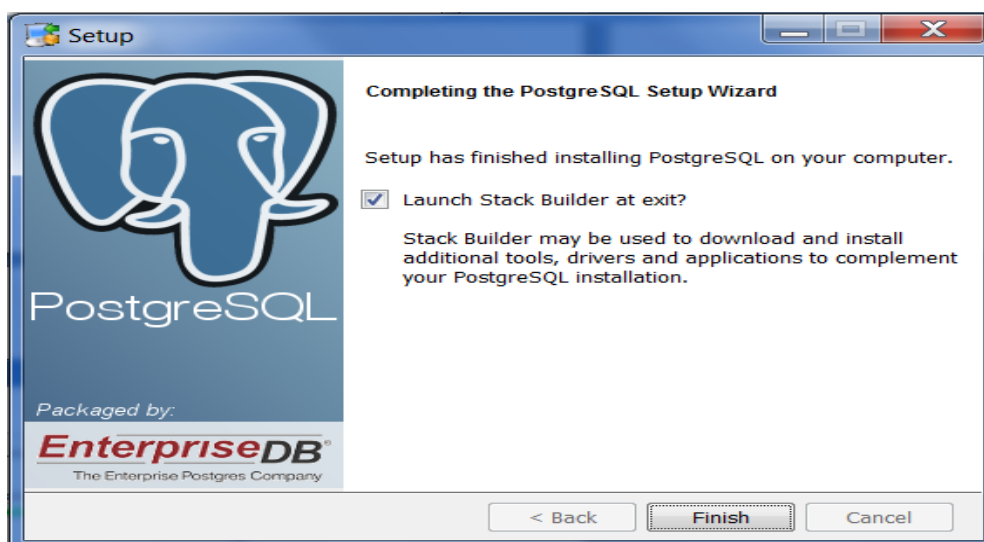 Setup
Completing the PostgreSQL Setup Wizard
Setup has finished installing PostgreSQL on your computer.
Launch Stack Builder at exit?
Stack Builder may be used to download and install
additional tools, drivers and applications to complement
your PostgreSQL installation.
PostgreSQL
Packaged by:
EnterpriseDB®
The Enterprise Postgres Company
< Back
Finish
Cancel